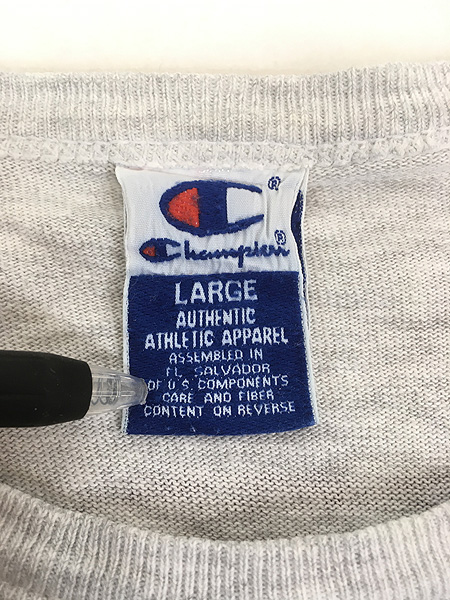 ®
Champion®
LARGE
AUTHENTIC
ATHLETIC APPAREL
ASSEMBLED IN
EL SALVADOR
OF U.S. COMPONENTS
CARE AND FIBER
CONTENT ON REVERSE